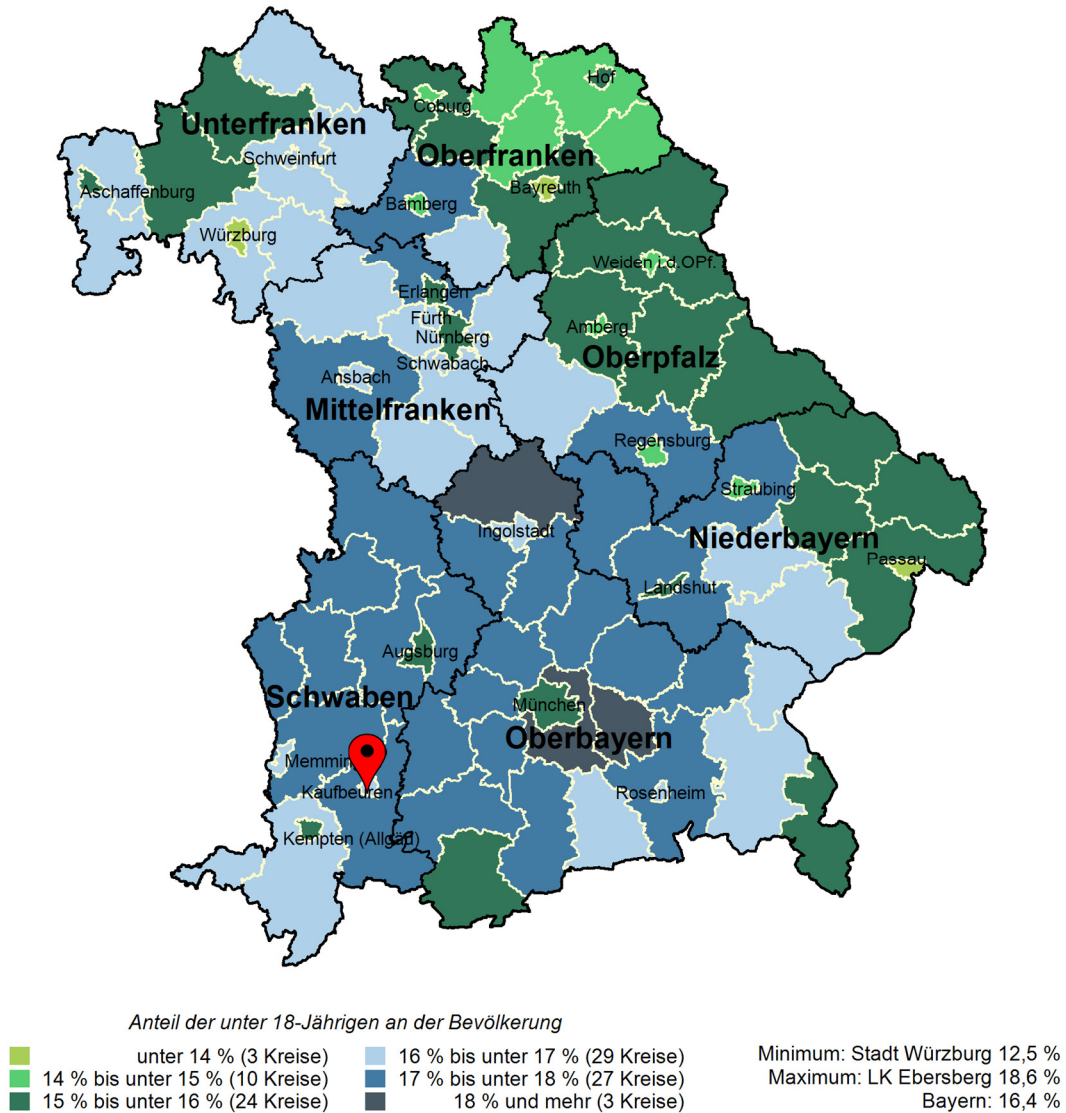 Hof
Coburg
Unterfranken
Schweinfurt
Oberfranken
Aschaffenburg
Bayreuth
Bamberg
Würzburg
Weiden i.d.OPf.
Erlangen
Fürth
Amberg
Nürnberg
Oberpfalz
Schwabach
Ansbach
Mittelfranken
Regensburg
Straubing
Ingolstadt
Niederbayern
Passau
Landshut
Augsburg
Schwaben
München
Oberbayern
Kaufbeuren
Rosenheim
Kempten (Allgäu)
Anteil der unter 18-Jährigen an der Bevölkerung
unter 14 % (3 Kreise)
14 % bis unter 15 % (10 Kreise)
15 % bis unter 16 % (24 Kreise)
16 % bis unter 17 % (29 Kreise)
17 % bis unter 18 % (27 Kreise)
18 % und mehr (3 Kreise)
Minimum: Stadt Würzburg 12,5 %
Maximum: LK Ebersberg 18,6 %
Bayern: 16,4 %